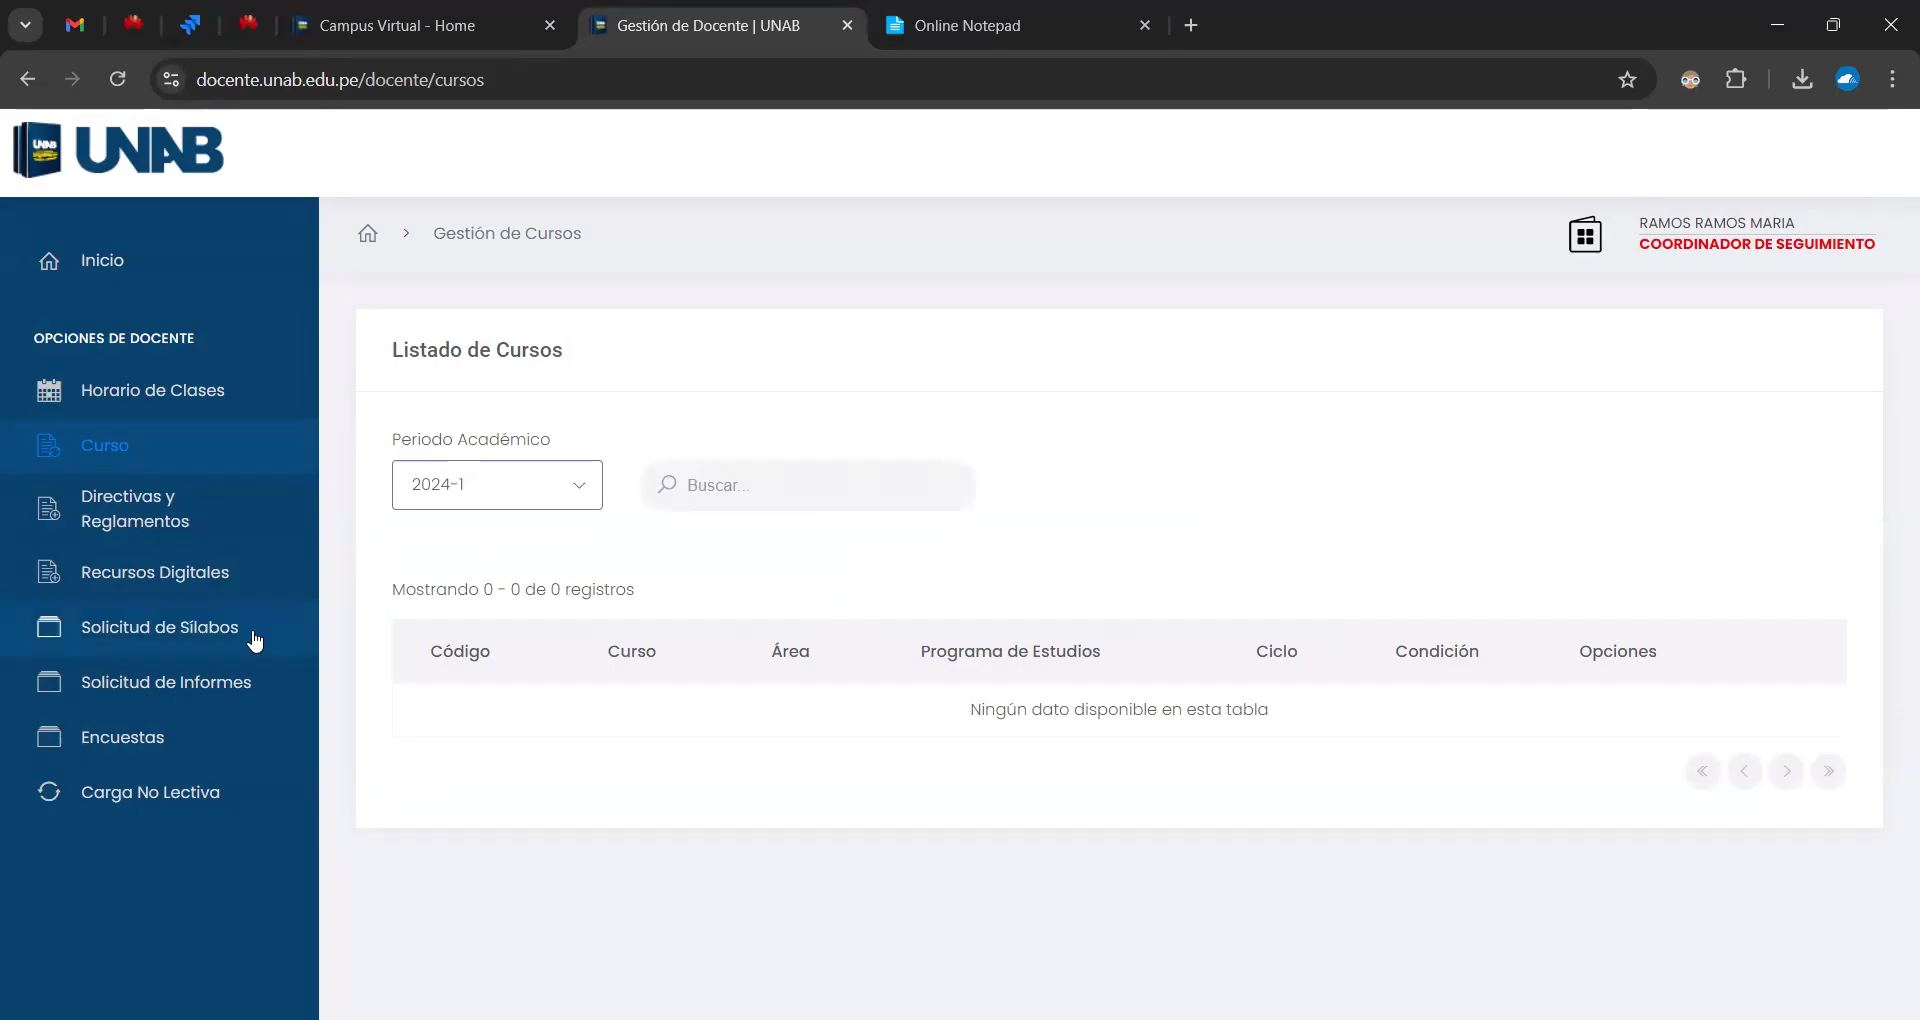 Campus Virtual - Home
Gestión de Docente | UNAB
Online Notepad
docente.unab.edu.pe/docente/cursos
UNAB
UNAB
Gestión de Cursos
RAMOS RAMOS MARIA
COORDINADOR DE SEGUIMIENTO
Inicio
OPCIONES DE DOCENTE
Horario de Clases
Curso
Directivas y
Reglamentos
Recursos Digitales
Solicitud de Sílabos
Solicitud de Informes
Encuestas
Carga No Lectiva
Listado de Cursos
Periodo Académico
2024-1
Buscar...
Mostrando 0 - 0 de 0 registros
Código Curso Área Programa de Estudios Ciclo Condición Opciones
Ningún dato disponible en esta tabla